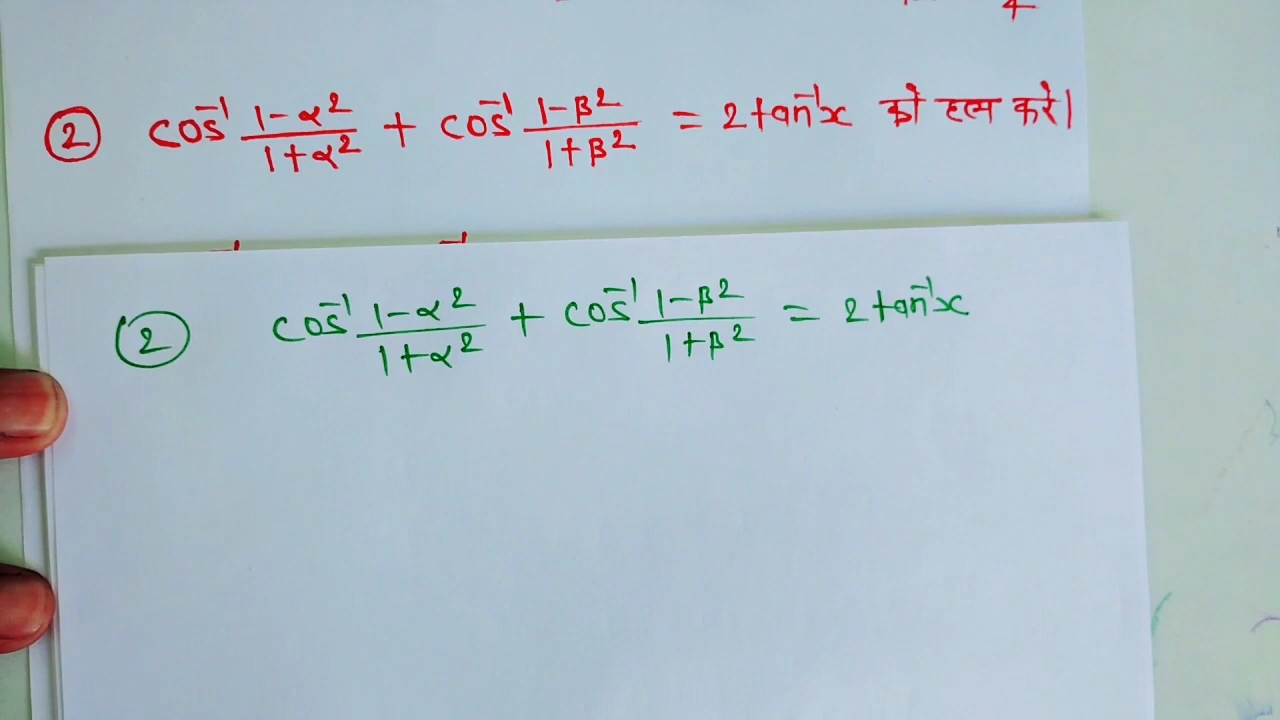 ② cos⁻¹ (1-α²)/(1+α²) + cos⁻¹ (1-β²)/(1+β²) = 2tan⁻¹x को हल करे।
② cos⁻¹ (1-α²)/(1+α²) + cos⁻¹ (1-β²)/(1+β²) = 2tan⁻¹x